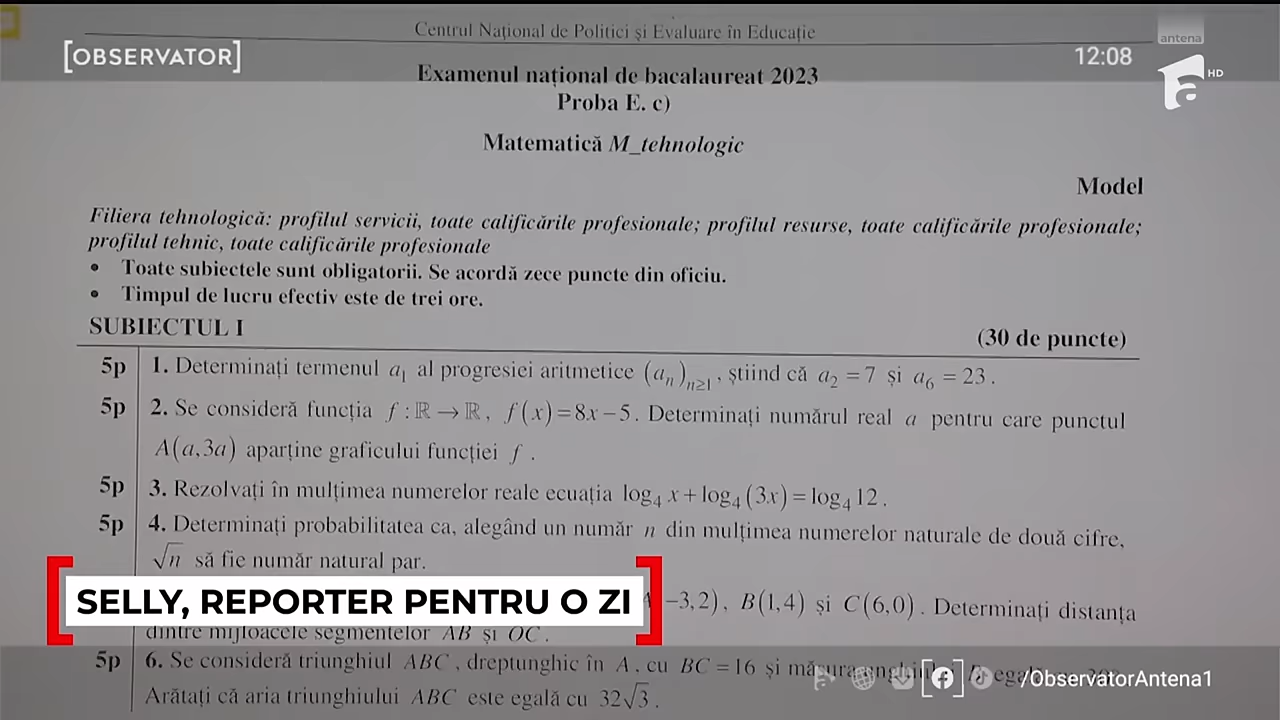 Centrul Național de Politici și Evaluare în Educație
[OBSERVATOR]
antena
12:08
HD
Examenul național de bacalaureat 2023
Proba E. c)
Matematică M_tehnologic
Model
Filiera tehnologică: profilul servicii, toate calificările profesionale; profilul resurse, toate calificările profesionale;
profilul tehnic, toate calificările profesionale
• Toate subiectele sunt obligatorii. Se acordă zece puncte din oficiu.
• Timpul de lucru efectiv este de trei ore.
SUBIECTUL I (30 de puncte)
5p 1. Determinați termenul a₁ al progresiei aritmetice (aₙ)ₙ≥₁, știind că a₂ = 7 și a₆ = 23.
5p 2. Se consideră funcția f : ℝ → ℝ, f(x) = 8x − 5. Determinați numărul real a pentru care punctul
A(a,3a) aparține graficului funcției f .
5p 3. Rezolvați în mulțimea numerelor reale ecuația log₄ x + log₄(3x) = log₄ 12.
5p 4. Determinați probabilitatea ca, alegând un număr n din mulțimea numerelor naturale de două cifre,
√n să fie număr natural par.
SELLY, REPORTER PENTRU O ZI
−3,2), B(1,4) și C(6,0). Determinați distanța
dintre mijloacele segmentelor AB și OC.
5p 6. Se consideră triunghiul ABC, dreptunghic în A, cu BC = 16 și măsura
Arătați că aria triunghiului ABC este egală cu 32√3.
/ObservatorAntena1